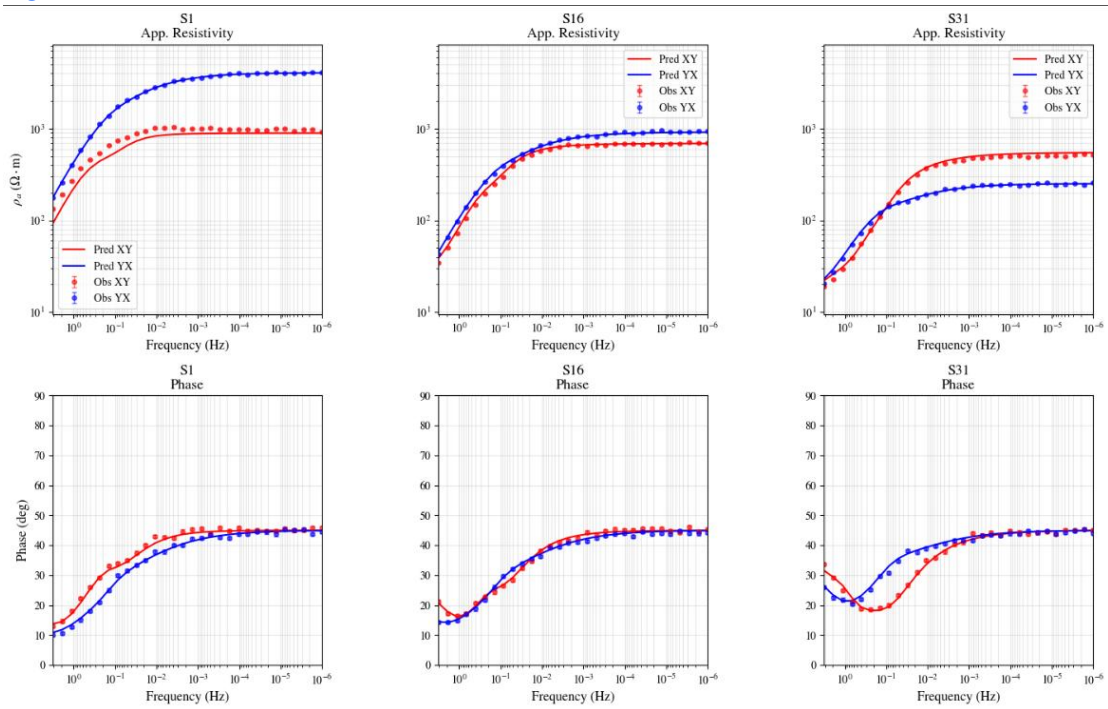 S1
App. Resistivity
S16
App. Resistivity
S31
App. Resistivity
10³
10²
10¹
ρₐ (Ω · m)
Pred XY
Pred YX
Obs XY
Obs YX
10⁰ 10⁻¹ 10⁻² 10⁻³ 10⁻⁴ 10⁻⁵ 10⁻⁶
Frequency (Hz)
10³
10²
10¹
Pred XY
Pred YX
Obs XY
Obs YX
10⁰ 10⁻¹ 10⁻² 10⁻³ 10⁻⁴ 10⁻⁵ 10⁻⁶
Frequency (Hz)
10³
10²
10¹
Pred XY
Pred YX
Obs XY
Obs YX
10⁰ 10⁻¹ 10⁻² 10⁻³ 10⁻⁴ 10⁻⁵ 10⁻⁶
Frequency (Hz)
S1
Phase
S16
Phase
S31
Phase
90
80
70
60
50
40
30
20
10
0
Phase (deg)
10⁰ 10⁻¹ 10⁻² 10⁻³ 10⁻⁴ 10⁻⁵ 10⁻⁶
Frequency (Hz)
90
80
70
60
50
40
30
20
10
0
10⁰ 10⁻¹ 10⁻² 10⁻³ 10⁻⁴ 10⁻⁵ 10⁻⁶
Frequency (Hz)
90
80
70
60
50
40
30
20
10
0
10⁰ 10⁻¹ 10⁻² 10⁻³ 10⁻⁴ 10⁻⁵ 10⁻⁶
Frequency (Hz)